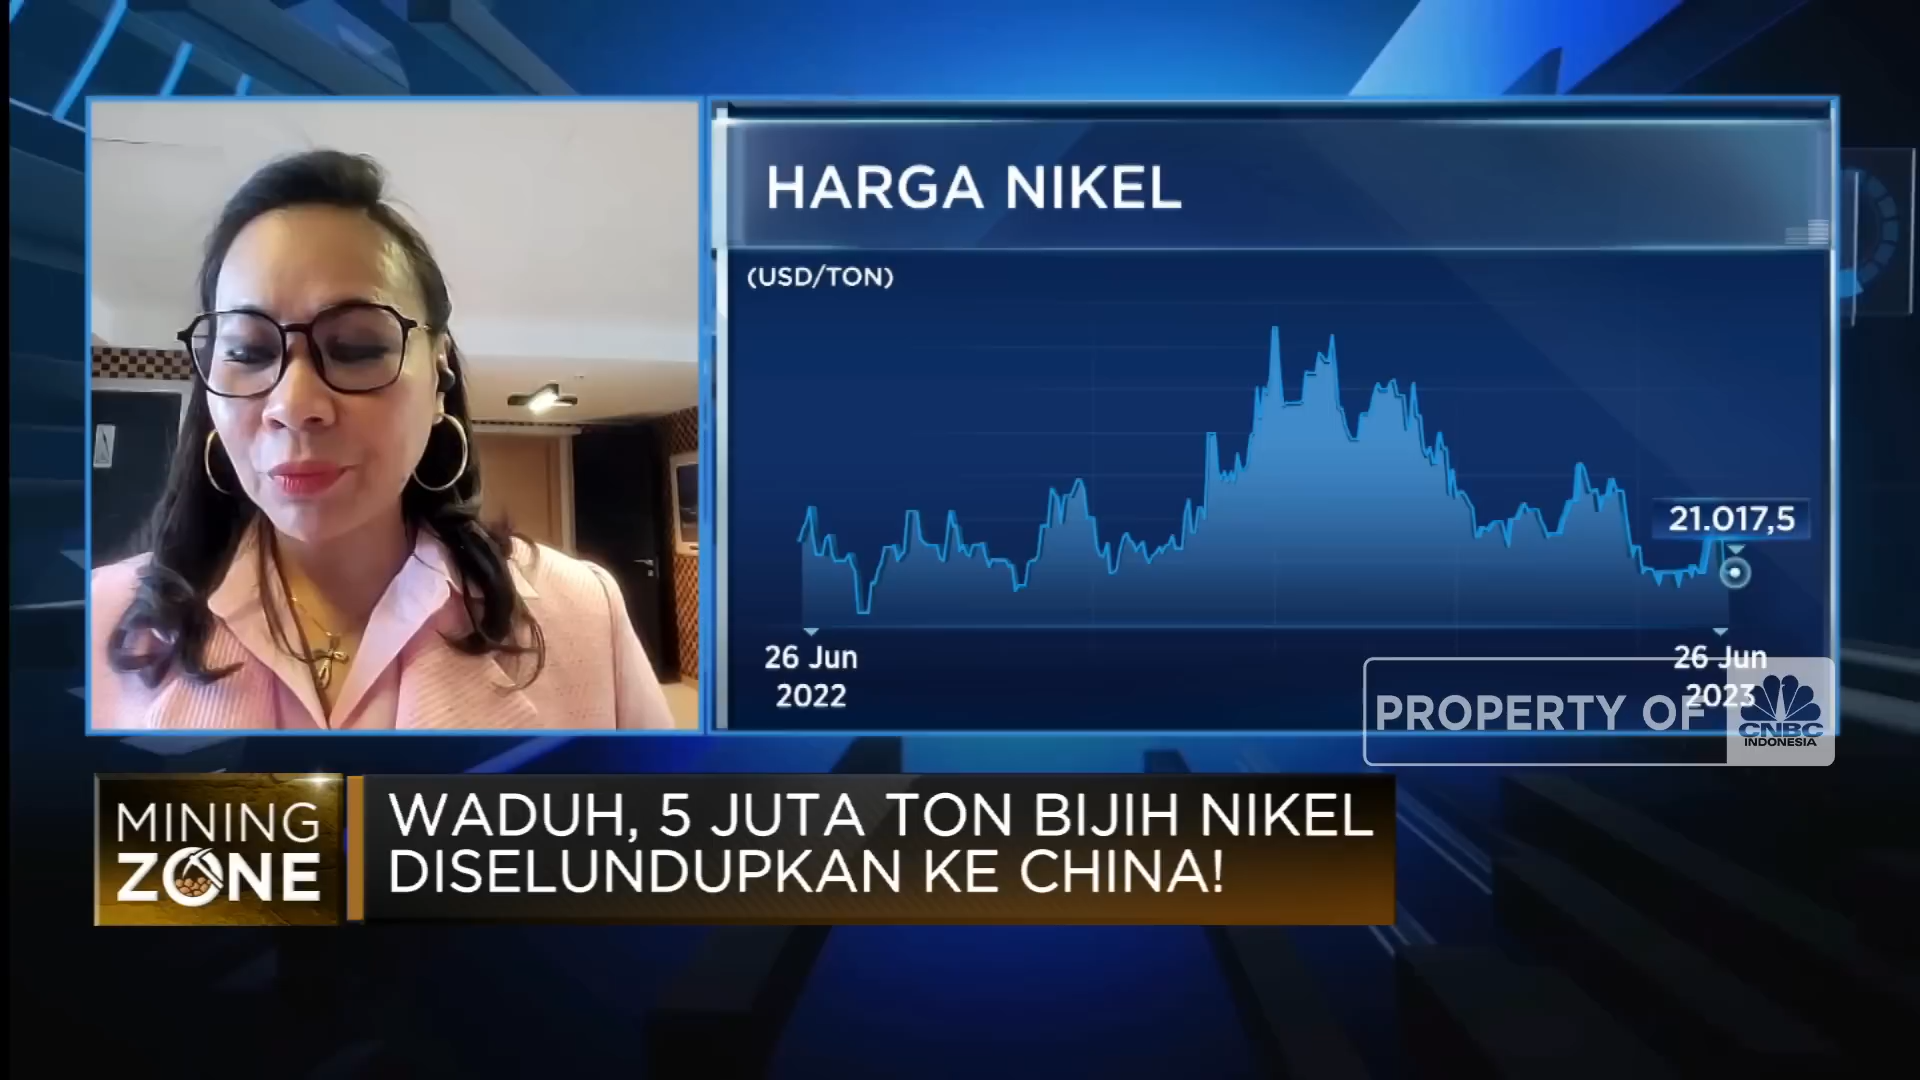 HARGA NIKEL
(USD/TON)
21.017,5
26 Jun
2022
26 Jun
2023
PROPERTY OF
CNBC
INDONESIA
MINING
ZONE
WADUH, 5 JUTA TON BIJIH NIKEL
DISELUNDUPKAN KE CHINA!